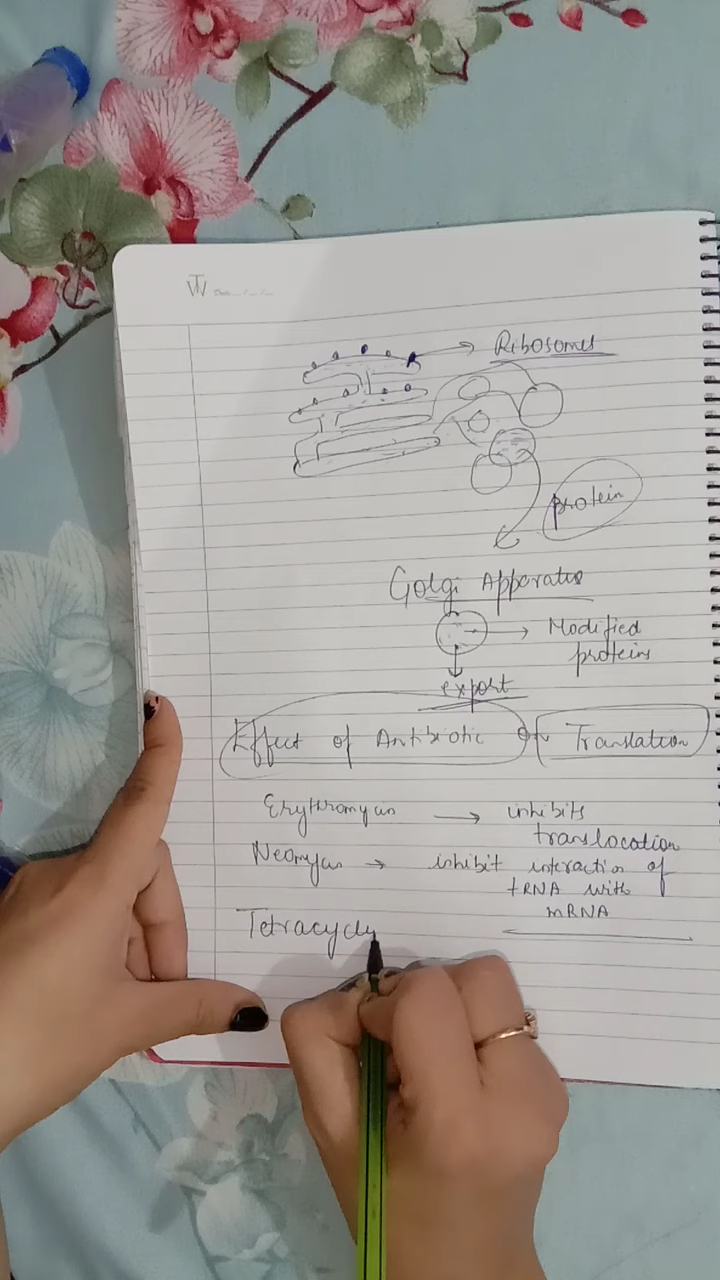 Ribosomes
protein
Golgi Apparatus
Modified
proteins
export
Effect of Antibiotic on Translation
Erythromycin → inhibits
translocation
Neomycin → inhibit interaction of
tRNA with
mRNA
Tetracycl